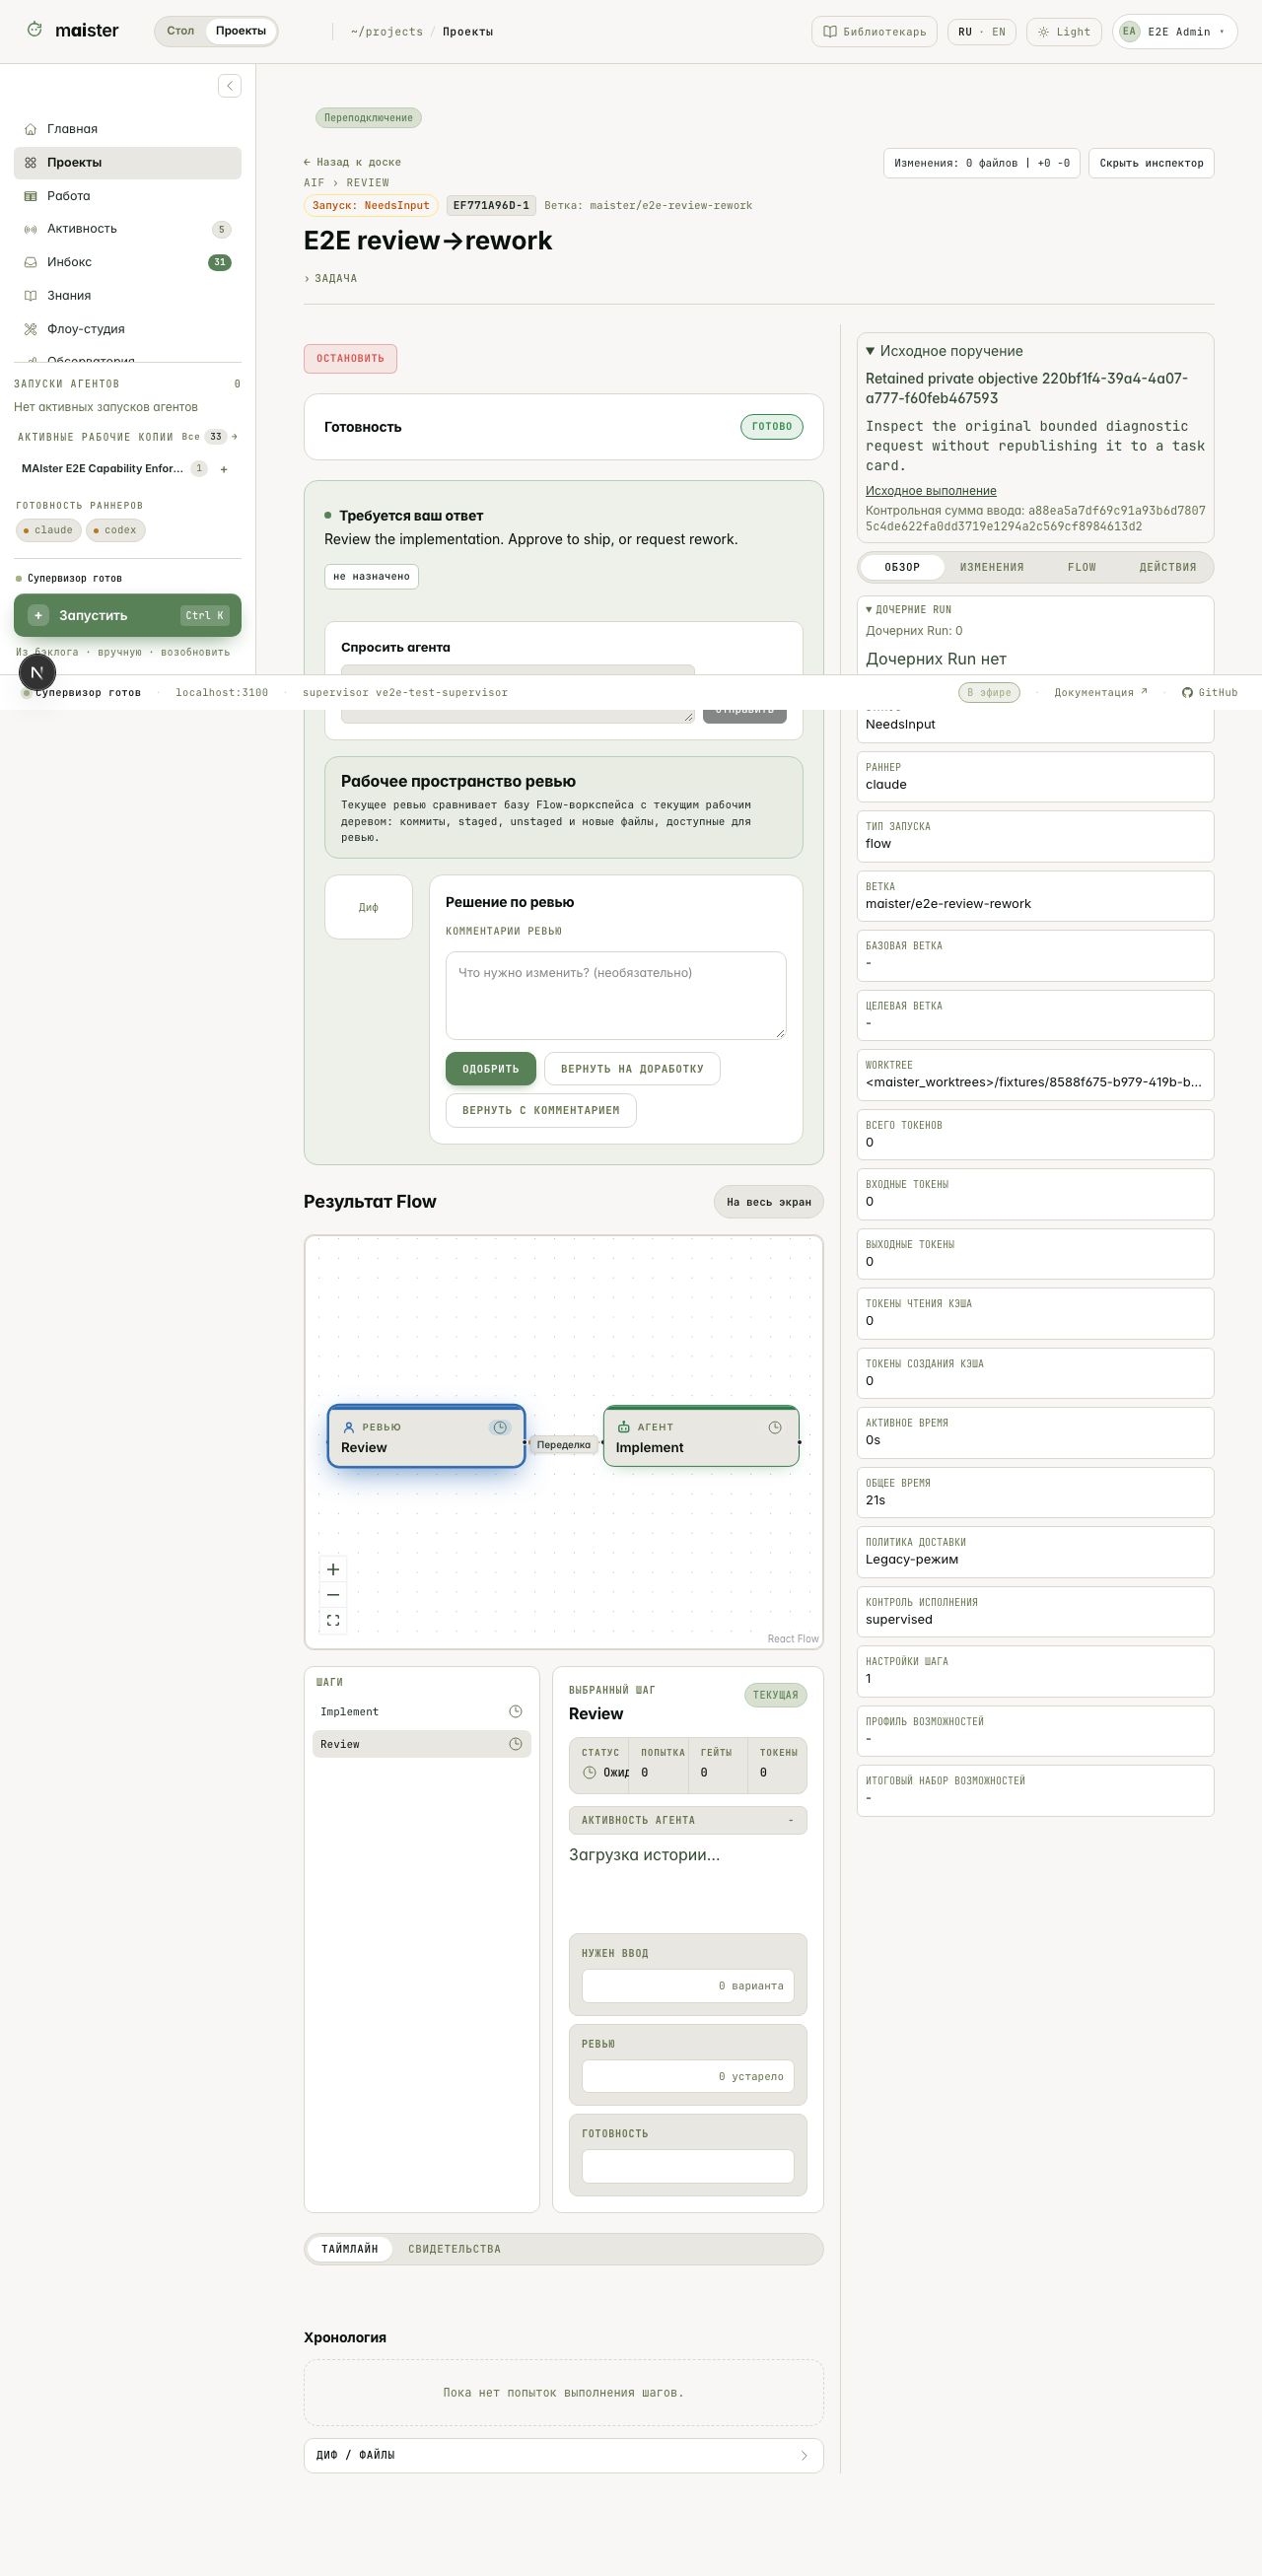 maister
Стол
Проекты
~/projects / Проекты
Библиотекарь
RU · EN
Light
EA
E2E Admin
Главная
Проекты
Работа
Активность
5
Инбокс
31
Знания
Флоу-студия
ЗАПУСКИ АГЕНТОВ
0
Нет активных запусков агентов
АКТИВНЫЕ РАБОЧИЕ КОПИИ
Все
33
→
MAIster E2E Capability Enfor...
1
+
ГОТОВНОСТЬ РАННЕРОВ
claude
codex
Супервизор готов
+
Запустить
Ctrl K
Из бэклога · вручную · возобновить
N
Супервизор готов · localhost:3100 · supervisor ve2e-test-supervisor
В эфире · Документация ↗ · GitHub
Переподключение
← Назад к доске
AIF › REVIEW
Изменения: 0 файлов | +0 -0
Скрыть инспектор
Запуск: NeedsInput
EF771A96D-1
Ветка: maister/e2e-review-rework
E2E review→rework
› ЗАДАЧА
ОСТАНОВИТЬ
Готовность
ГОТОВО
Требуется ваш ответ
Review the implementation. Approve to ship, or request rework.
не назначено
Спросить агента
Рабочее пространство ревью
Текущее ревью сравнивает базу Flow-воркспейса с текущим рабочим
деревом: коммиты, staged, unstaged и новые файлы, доступные для
ревью.
Диф
Решение по ревью
КОММЕНТАРИИ РЕВЬЮ
Что нужно изменить? (необязательно)
ОДОБРИТЬ
ВЕРНУТЬ НА ДОРАБОТКУ
ВЕРНУТЬ С КОММЕНТАРИЕМ
Результат Flow
На весь экран
РЕВЬЮ
Review
Переделка
АГЕНТ
Implement
React Flow
ШАГИ
Implement
Review
ВЫБРАННЫЙ ШАГ
ТЕКУЩАЯ
Review
СТАТУС
ПОПЫТКА
0
ГЕЙТЫ
0
ТОКЕНЫ
0
АКТИВНОСТЬ АГЕНТА
-
Загрузка истории...
НУЖЕН ВВОД
0 варианта
РЕВЬЮ
0 устарело
ГОТОВНОСТЬ
ТАЙМЛАЙН
СВИДЕТЕЛЬСТВА
Хронология
Пока нет попыток выполнения шагов.
ДИФ / ФАЙЛЫ
▼ Исходное поручение
Retained private objective 220bf1f4-39a4-4a07-
a777-f60feb467593
Inspect the original bounded diagnostic
request without republishing it to a task
card.
Исходное выполнение
Контрольная сумма ввода: a88ea5a7df69c91a93b6d7807
5c4de622fa0dd3719e1294a2c569cf8984613d2
ОБЗОР
ИЗМЕНЕНИЯ
FLOW
ДЕЙСТВИЯ
▼ ДОЧЕРНИЕ RUN
Дочерних Run: 0
Дочерних Run нет
NeedsInput
РАННЕР
claude
ТИП ЗАПУСКА
flow
ВЕТКА
maister/e2e-review-rework
БАЗОВАЯ ВЕТКА
-
ЦЕЛЕВАЯ ВЕТКА
-
WORKTREE
<maister_worktrees>/fixtures/8588f675-b979-419b-b...
ВСЕГО ТОКЕНОВ
0
ВХОДНЫЕ ТОКЕНЫ
0
ВЫХОДНЫЕ ТОКЕНЫ
0
ТОКЕНЫ ЧТЕНИЯ КЭША
0
ТОКЕНЫ СОЗДАНИЯ КЭША
0
АКТИВНОЕ ВРЕМЯ
0s
ОБЩЕЕ ВРЕМЯ
21s
ПОЛИТИКА ДОСТАВКИ
Legacy-режим
КОНТРОЛЬ ИСПОЛНЕНИЯ
supervised
НАСТРОЙКИ ШАГА
1
ПРОФИЛЬ ВОЗМОЖНОСТЕЙ
-
ИТОГОВЫЙ НАБОР ВОЗМОЖНОСТЕЙ
-